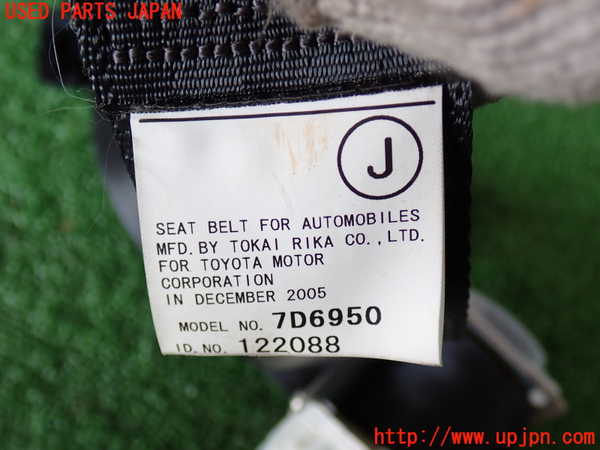 USED PARTS JAPAN
J
SEAT BELT FOR AUTOMOBILES
MFD. BY TOKAI RIKA CO., LTD.
FOR TOYOTA MOTOR
CORPORATION
IN DECEMBER 2005
MODEL NO. 7D6950
ID. NO. 122088
http://www.upjpn.com/